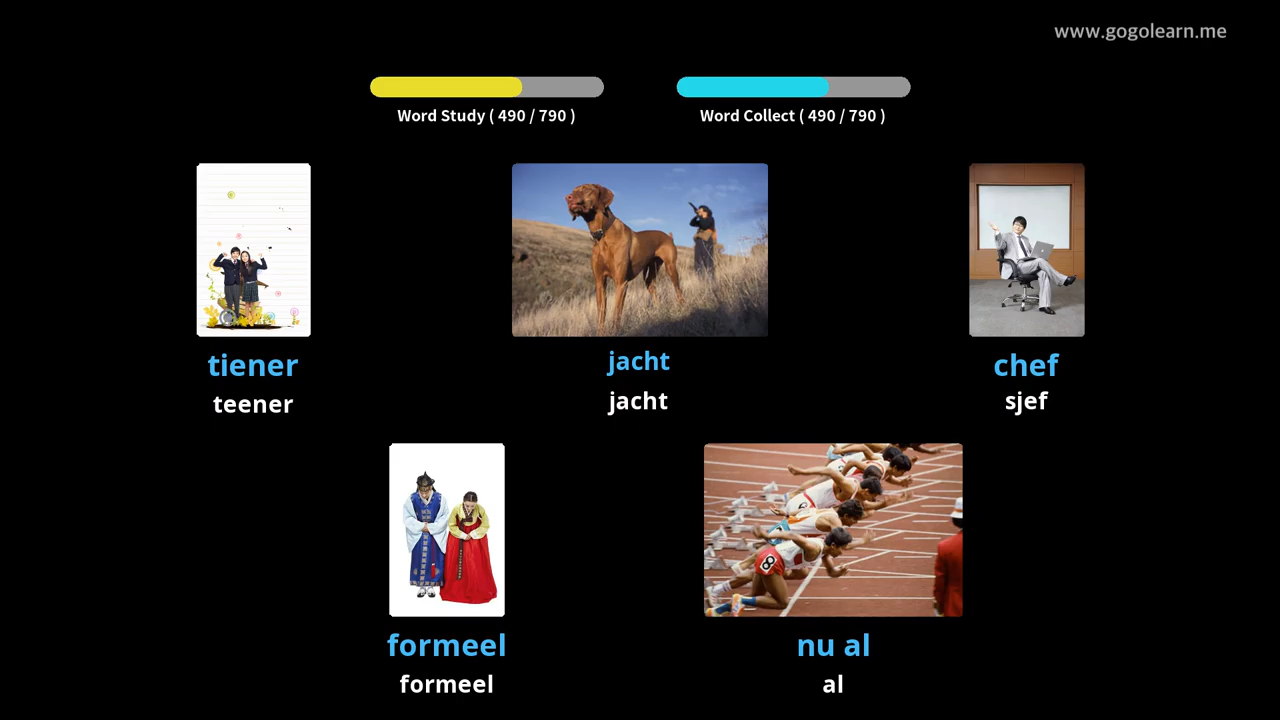 www.gogolearn.me
Word Study ( 490 / 790 )
Word Collect ( 490 / 790 )
tiener
teener
jacht
jacht
chef
sjef
formeel
formeel
nu al
al